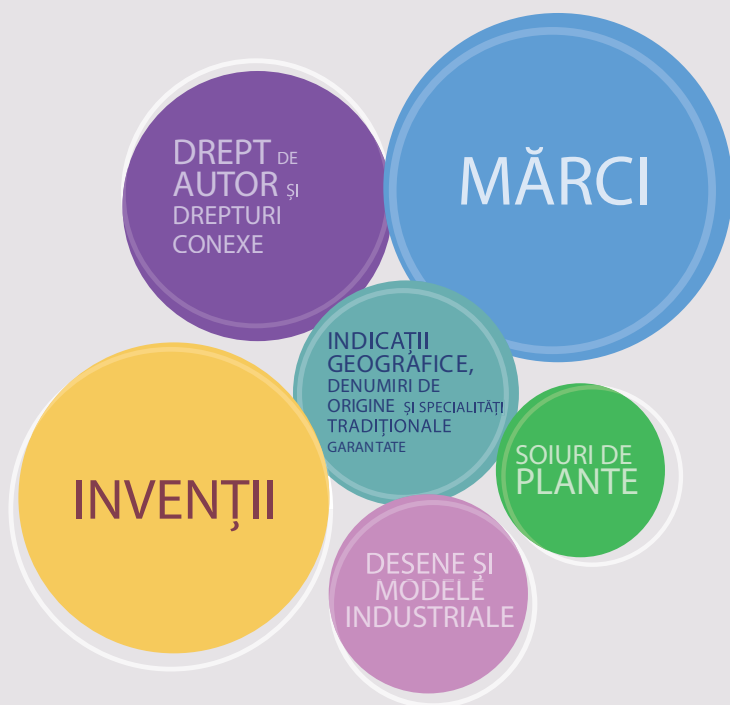 DREPT DE
AUTOR ȘI
DREPTURI
CONEXE
MĂRCI
INDICAȚII
GEOGRAFICE,
DENUMIRI DE
ORIGINE ȘI SPECIALITĂȚI
TRADIȚIONALE
GARANTATE
INVENȚII
SOIURI DE
PLANTE
DESENE ȘI
MODELE
INDUSTRIALE